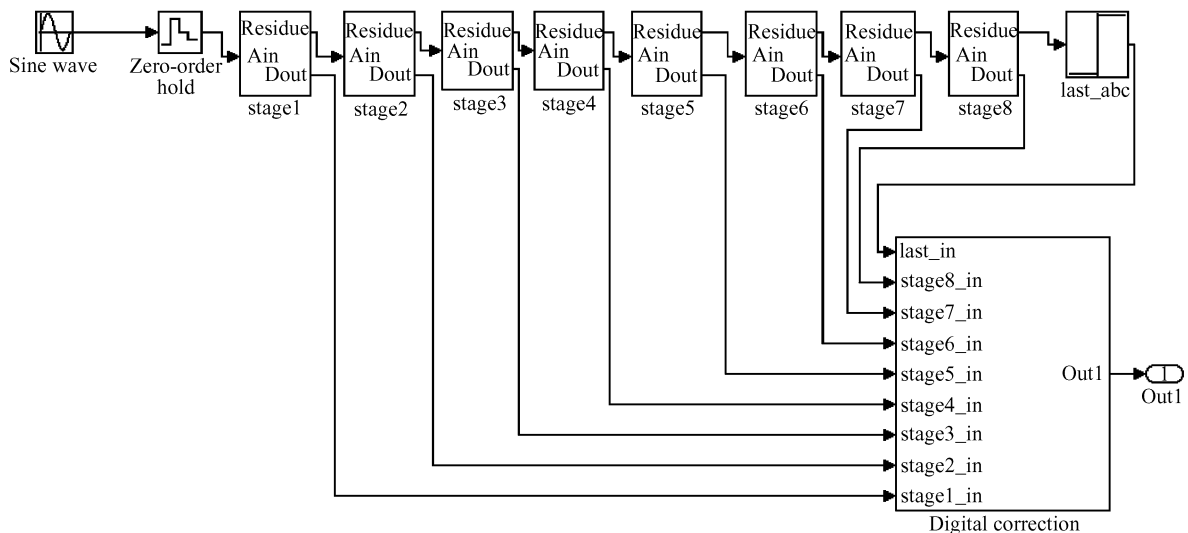 Sine wave
Zero-order
hold
Residue
Ain
Dout
stage1
Residue
Ain
Dout
stage2
Residue
Ain
Dout
stage3
Residue
Ain
Dout
stage4
Residue
Ain
Dout
stage5
Residue
Ain
Dout
stage6
Residue
Ain
Dout
stage7
Residue
Ain
Dout
stage8
last_abc
last_in
stage8_in
stage7_in
stage6_in
stage5_in
stage4_in
stage3_in
stage2_in
stage1_in
Out1
Digital correction
1
Out1